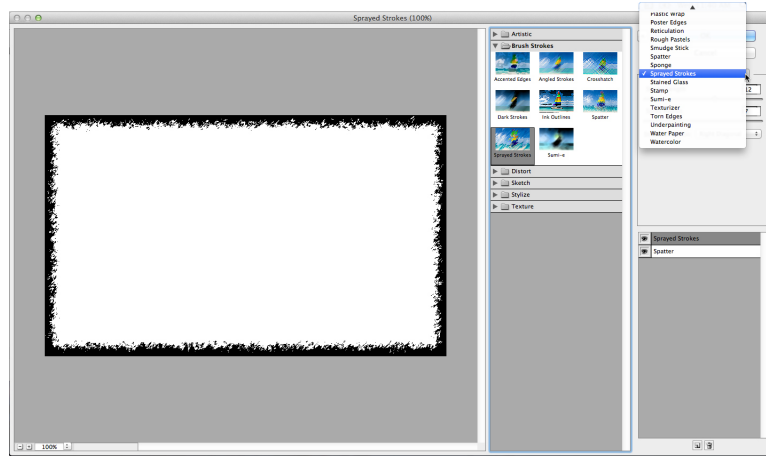 Sprayed Strokes (100%)
Artistic
Brush Strokes
Accented Edges
Angled Strokes
Crosshatch
Dark Strokes
Ink Outlines
Spatter
Sprayed Strokes
Sumi-e
Distort
Sketch
Stylize
Texture
Plastic Wrap
Poster Edges
Reticulation
Rough Pastels
Smudge Stick
Spatter
Sponge
✓ Sprayed Strokes
Stained Glass
Stamp
Sumi-e
Texturizer
Torn Edges
Underpainting
Water Paper
Watercolor
12
7
Sprayed Strokes
Spatter
100%